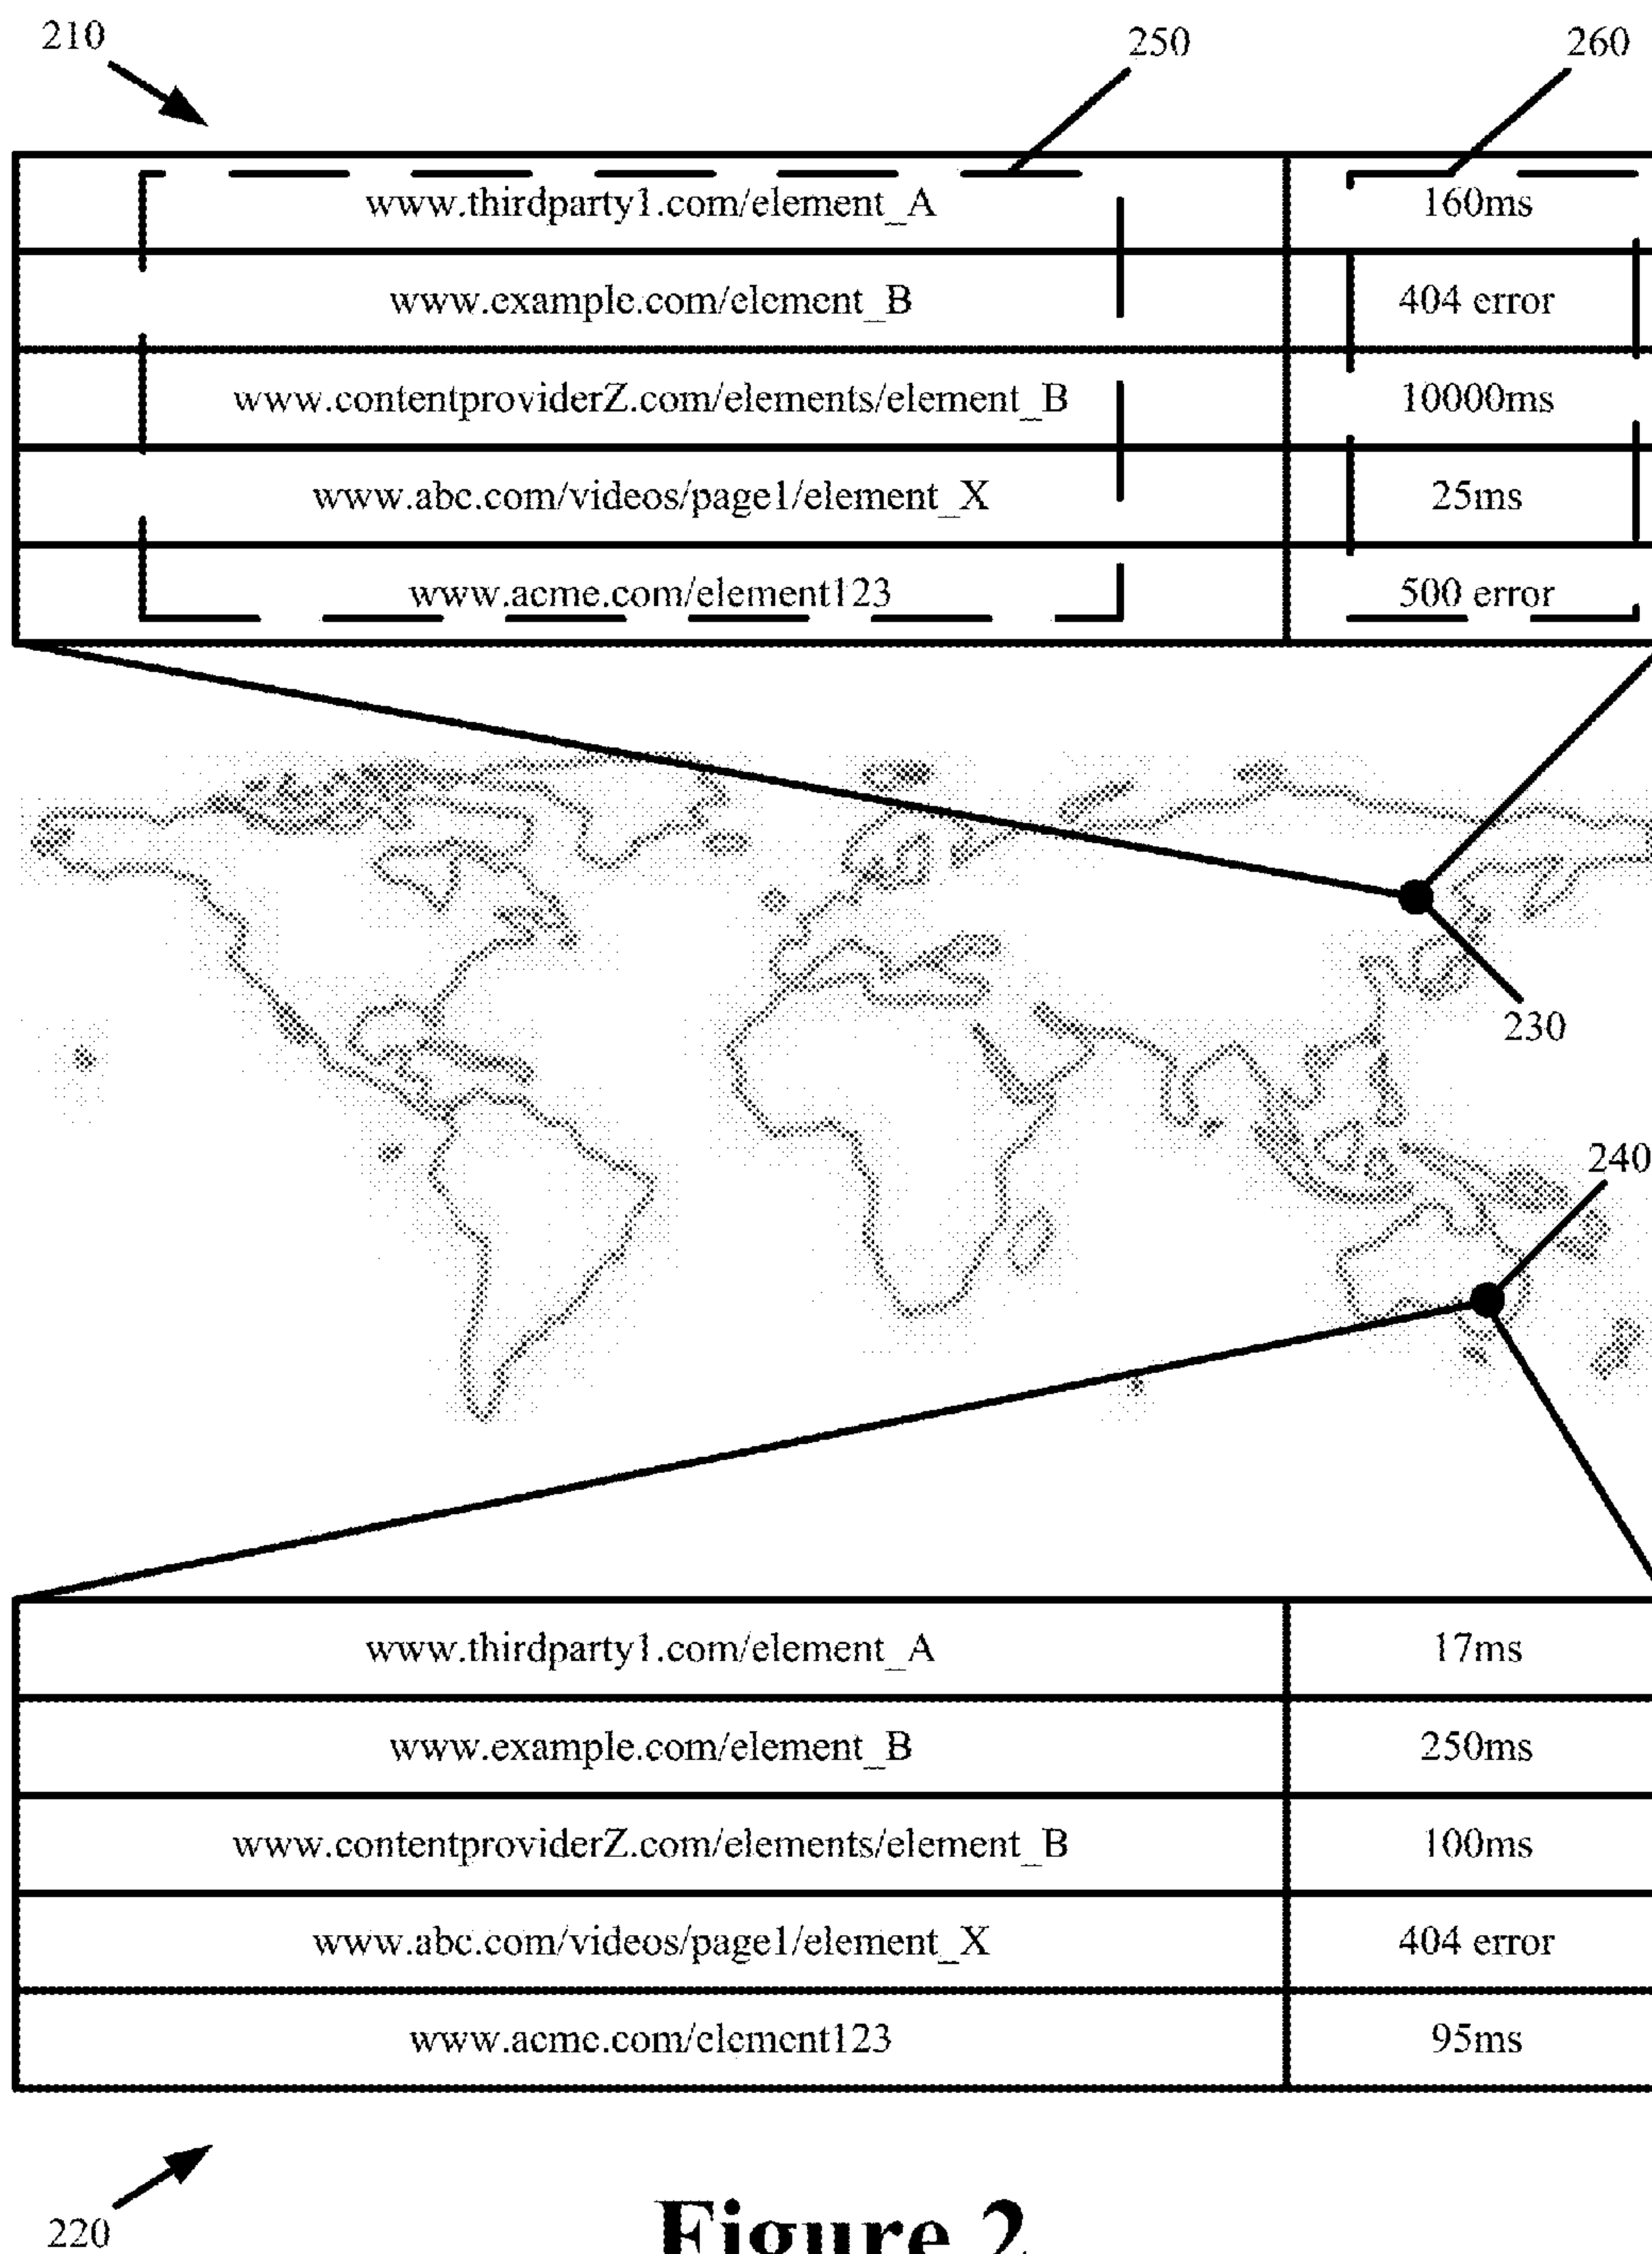 210
250
260
www.thirdparty1.com/element_A 160ms
www.example.com/element_B 404 error
www.contentproviderZ.com/elements/element_B 10000ms
www.abc.com/videos/page1/element_X 25ms
www.acme.com/element123 500 error
230
240
www.thirdparty1.com/element_A 17ms
www.example.com/element_B 250ms
www.contentproviderZ.com/elements/element_B 100ms
www.abc.com/videos/page1/element_X 404 error
www.acme.com/element123 95ms
220
Figure 2